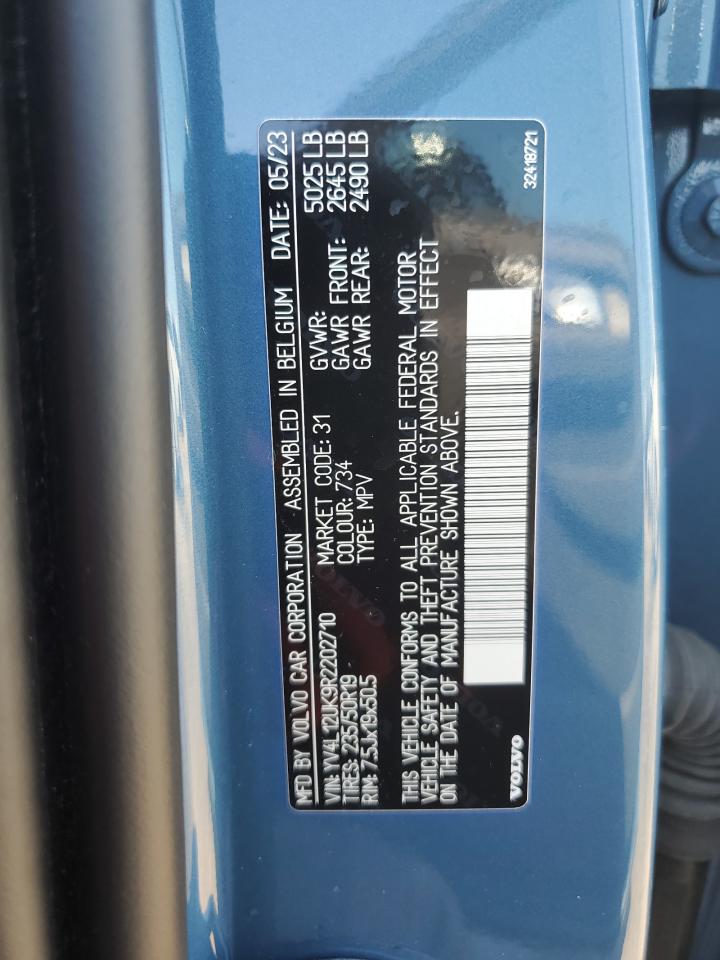 MFD BY VOLVO CAR CORPORATION ASSEMBLED IN BELGIUM DATE: 05/23
VIN: YV4L12UK9R2202710 MARKET CODE: 31 GVWR: 5025 LB
TIRES: 235/50R19 COLOUR: 734 GAWR FRONT: 2645 LB
RIM: 7.5Jx19x50.5 TYPE: MPV GAWR REAR: 2490 LB
THIS VEHICLE CONFORMS TO ALL APPLICABLE FEDERAL MOTOR
VEHICLE SAFETY AND THEFT PREVENTION STANDARDS IN EFFECT
ON THE DATE OF MANUFACTURE SHOWN ABOVE.
VOLVO 32418721